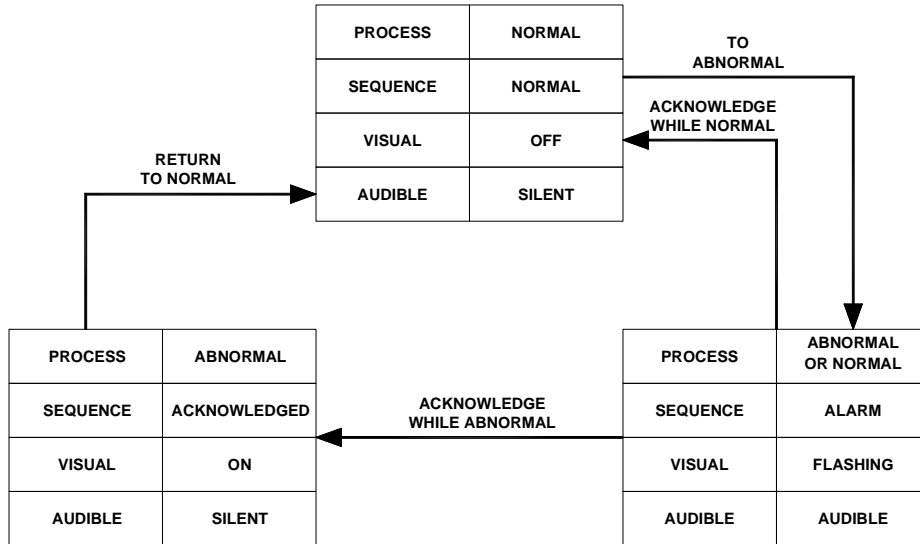 PROCESS NORMAL
SEQUENCE NORMAL
VISUAL OFF
AUDIBLE SILENT
TO
ABNORMAL
ACKNOWLEDGE
WHILE NORMAL
RETURN
TO NORMAL
PROCESS ABNORMAL
SEQUENCE ACKNOWLEDGED
VISUAL ON
AUDIBLE SILENT
ACKNOWLEDGE
WHILE ABNORMAL
PROCESS ABNORMAL
OR NORMAL
SEQUENCE ALARM
VISUAL FLASHING
AUDIBLE AUDIBLE